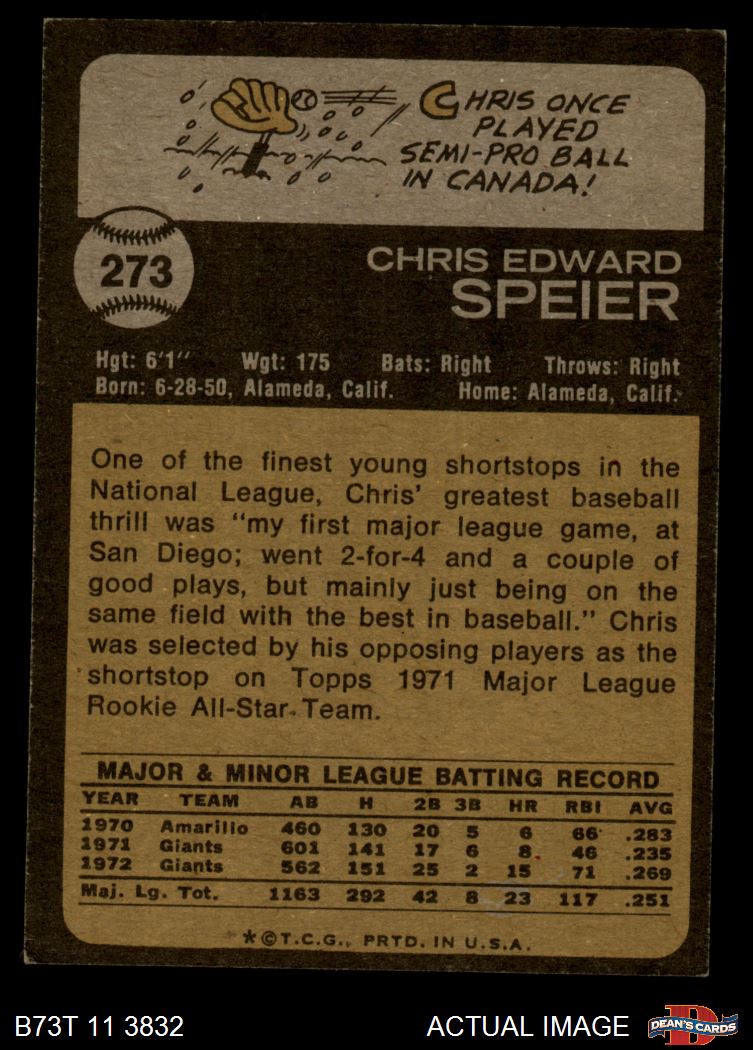 CHRIS ONCE
PLAYED
SEMI-PRO BALL
IN CANADA!
273
CHRIS EDWARD
SPEIER
Hgt: 6'1" Wgt: 175 Bats: Right Throws: Right
Born: 6-28-50, Alameda, Calif. Home: Alameda, Calif.
One of the finest young shortstops in the
National League, Chris' greatest baseball
thrill was "my first major league game, at
San Diego; went 2-for-4 and a couple of
good plays, but mainly just being on the
same field with the best in baseball." Chris
was selected by his opposing players as the
shortstop on Topps 1971 Major League
Rookie All-Star Team.
MAJOR & MINOR LEAGUE BATTING RECORD
YEAR TEAM AB H 2B 3B HR RBI AVG
1970 Amarillo 460 130 20 5 6 66 .283
1971 Giants 601 141 17 6 8 46 .235
1972 Giants 562 151 25 2 15 71 .269
Maj. Lg. Tot. 1163 292 42 8 23 117 .251
*©T.C.G., PRTD. IN U.S.A.
B73T 11 3832 ACTUAL IMAGE D DEAN'S CARDS